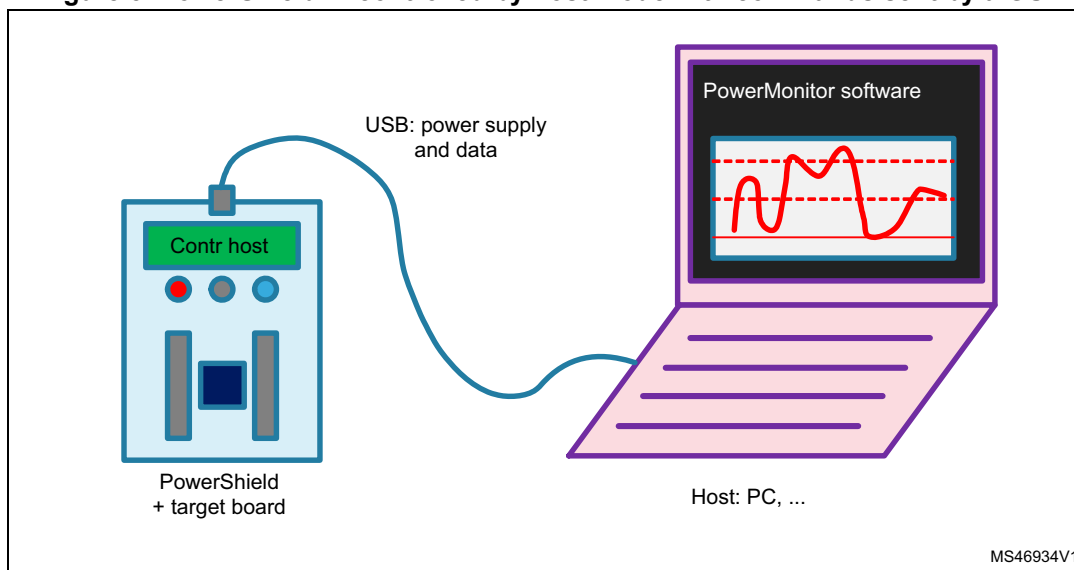 PowerMonitor software
USB: power supply
and data
Contr host
PowerShield
+ target board
Host: PC, ...
MS46934V1